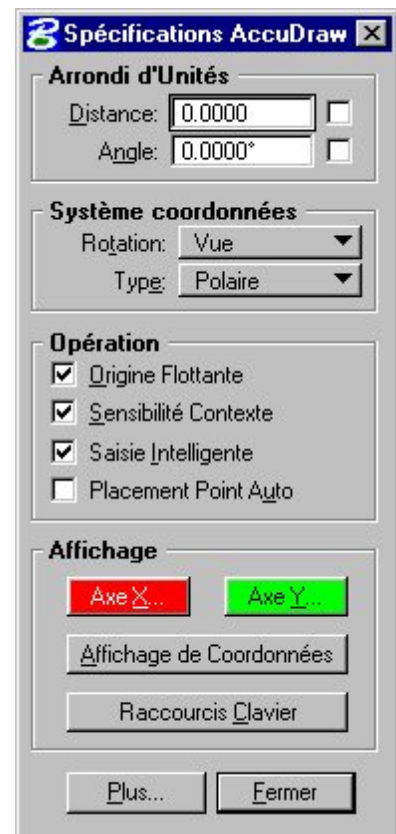 Spécifications AccuDraw
Arrondi d'Unités
Distance: 0.0000
Angle: 0.0000°
Système coordonnées
Rotation: Vue
Type: Polaire
Opération
Origine Flottante
Sensibilité Contexte
Saisie Intelligente
Placement Point Auto
Affichage
Axe X... Axe Y...
Affichage de Coordonnées
Raccourcis Clavier
Plus... Fermer